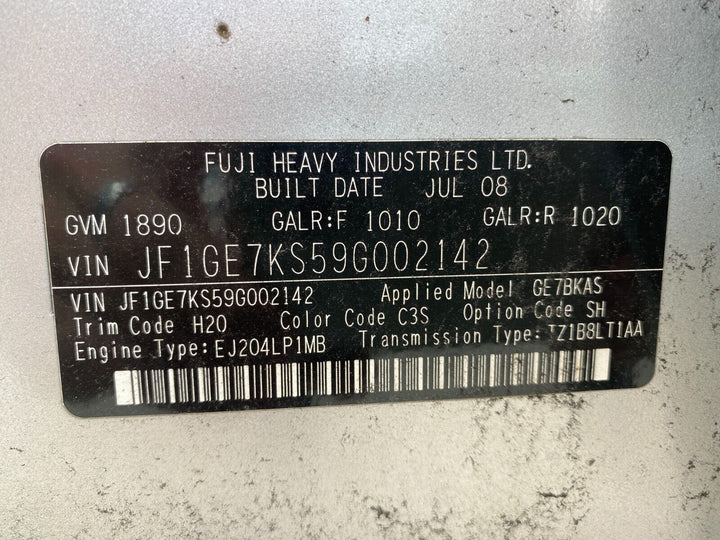 FUJI HEAVY INDUSTRIES LTD.
BUILT DATE JUL 08
GVM 1890 GALR:F 1010 GALR:R 1020
VIN JF1GE7KS59G002142
VIN JF1GE7KS59G002142 Applied Model GE7BKAS
Trim Code H20 Color Code C3S Option Code SH
Engine Type: EJ204LP1MB Transmission Type: TZ1B8LT1AA